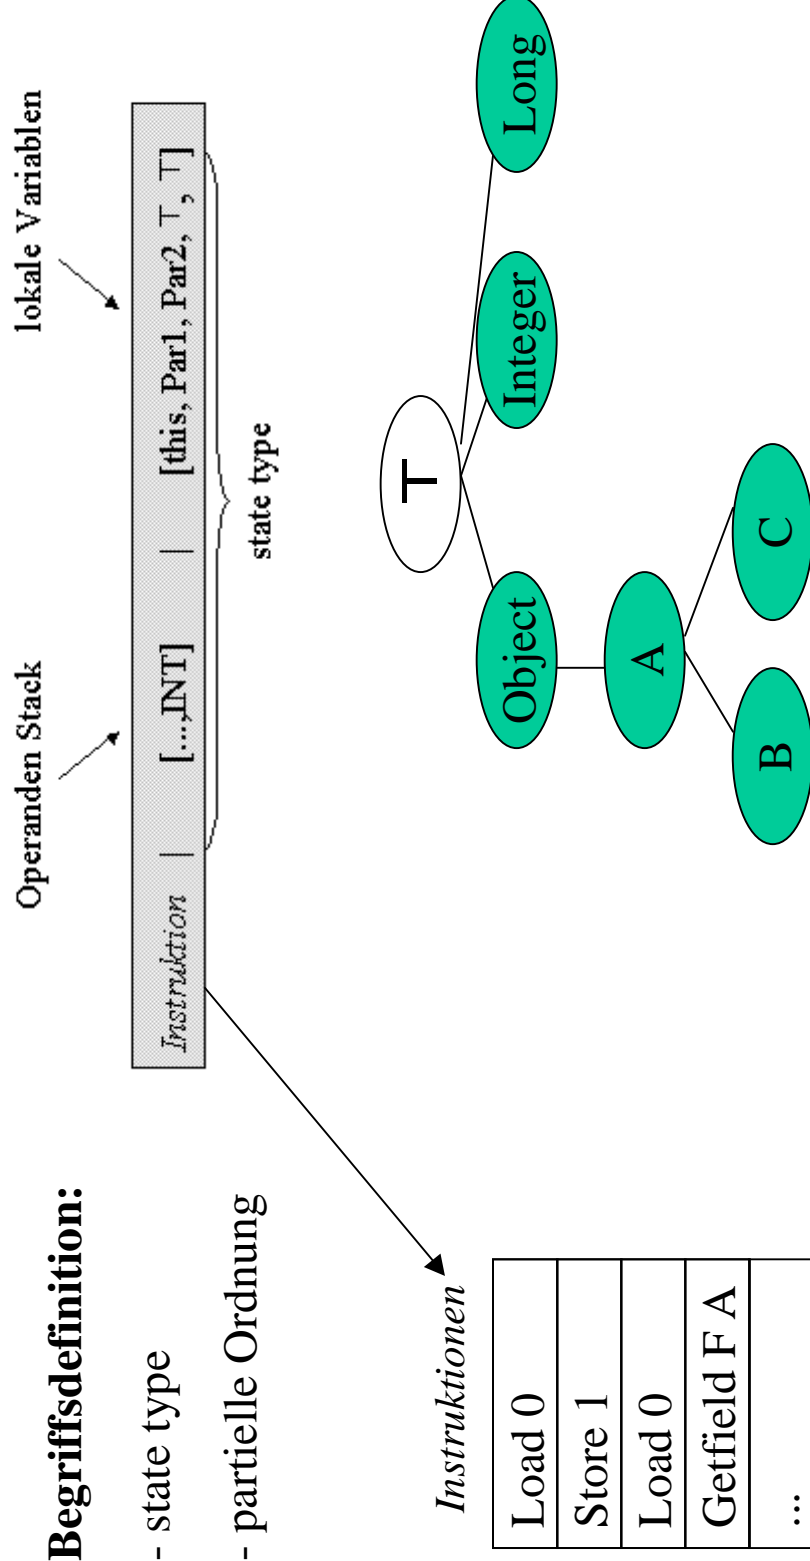 Begriffsdefinition:
- state type
- partielle Ordnung
Operanden Stack
lokale Variablen
Instruktion | [...,INT] | [this, Par1, Par2, ⊤, ⊤]
state type
Instruktionen
Load 0
Store 1
Load 0
Getfield F A
...
⊤
Object
Integer
Long
A
B
C